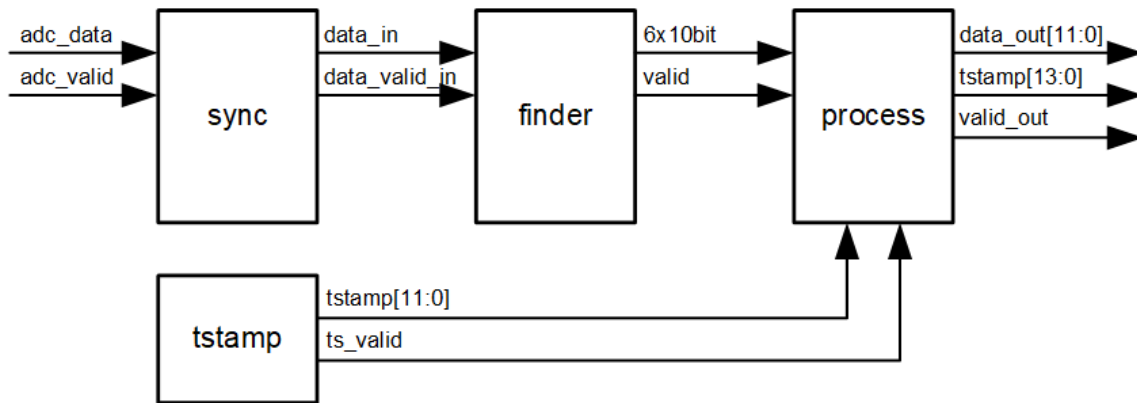 adc_data
adc_valid
sync
data_in
data_valid_in
finder
6x10bit
valid
process
data_out[11:0]
tstamp[13:0]
valid_out
tstamp
tstamp[11:0]
ts_valid